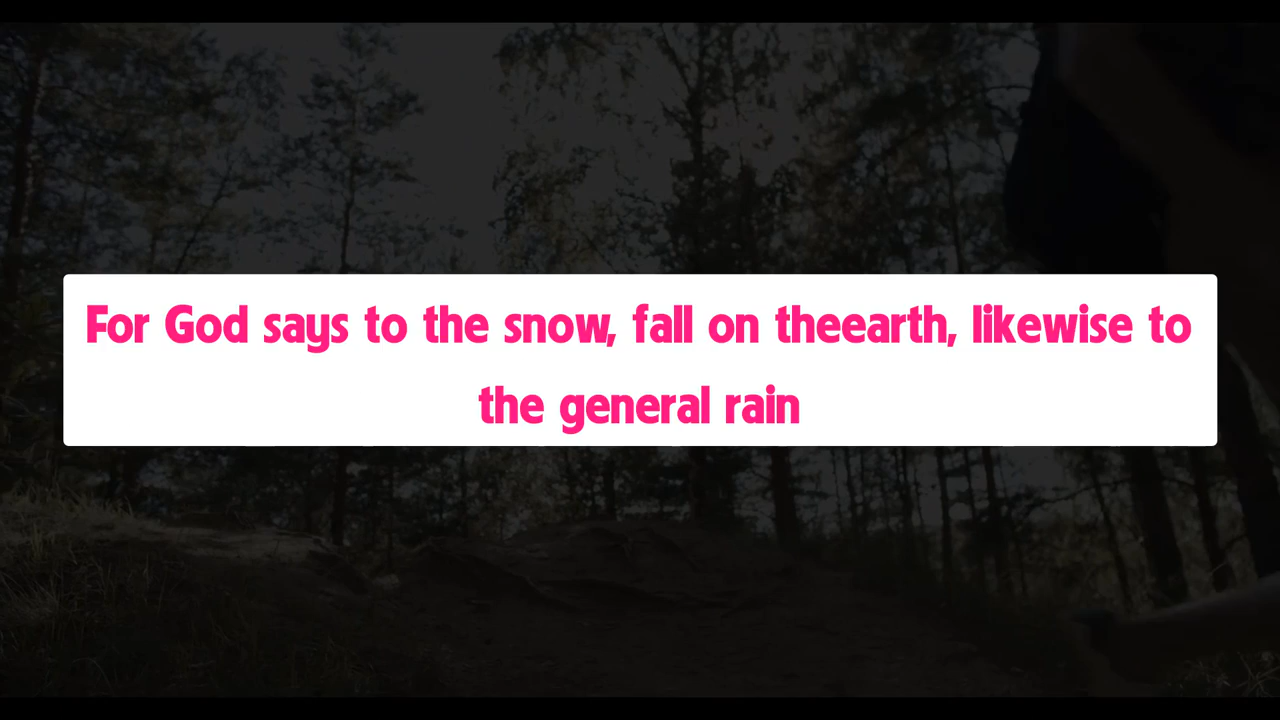 For God says to the snow, fall on theearth, likewise to
the general rain